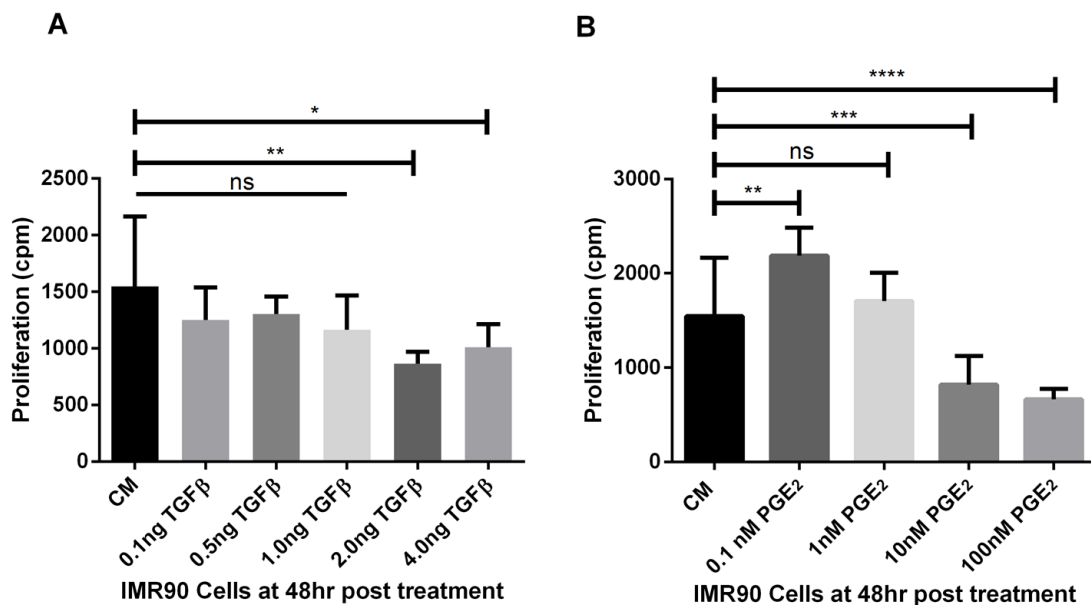 A
*
**
ns
Proliferation (cpm)
2500
2000
1500
1000
500
0
CM
0.1ng TGFβ
0.5ng TGFβ
1.0ng TGFβ
2.0ng TGFβ
4.0ng TGFβ
IMR90 Cells at 48hr post treatment
B
****
***
ns
**
Proliferation (cpm)
3000
2000
1000
0
CM
0.1 nM PGE₂
1nM PGE₂
10nM PGE₂
100nM PGE₂
IMR90 Cells at 48hr post treatment